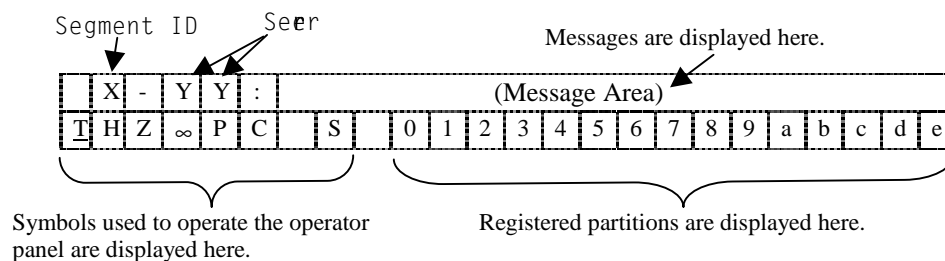 Segment ID
Messages are displayed here.
X - Y Y : (Message Area)
T H Z ∞ P C S 0 1 2 3 4 5 6 7 8 9 a b c d e
Symbols used to operate the operator
panel are displayed here.
Registered partitions are displayed here.